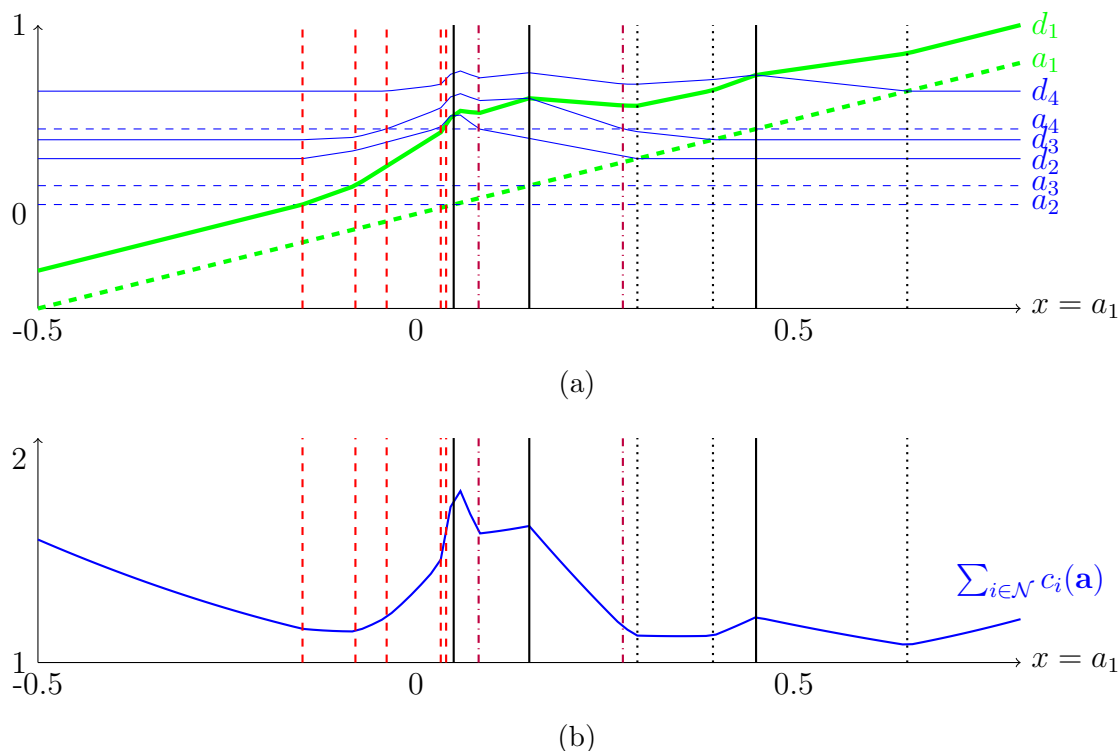 1
d₁
a₁
d₄
a₄
d₃
d₂
a₃
0
a₂
x = a₁
-0.5
0
0.5
(a)
2
∑_{i∈𝒩} c_i(𝐚)
1
x = a₁
-0.5
0
0.5
(b)